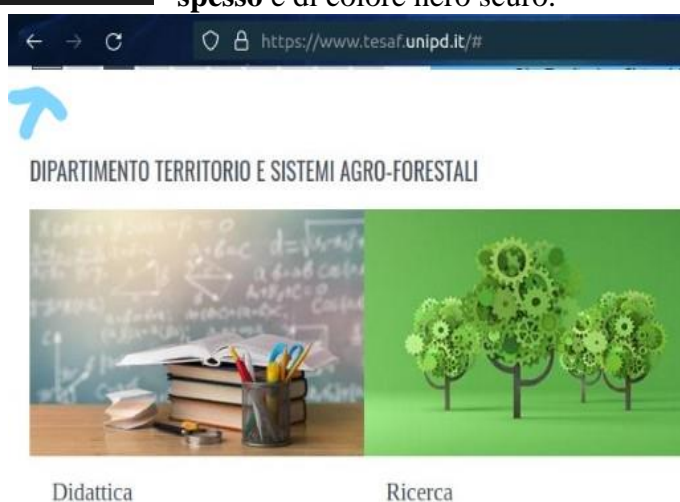 spesso e di colore nero scuro.
https://www.tesaf.unipd.it/#
DIPARTIMENTO TERRITORIO E SISTEMI AGRO-FORESTALI
Didattica
Ricerca